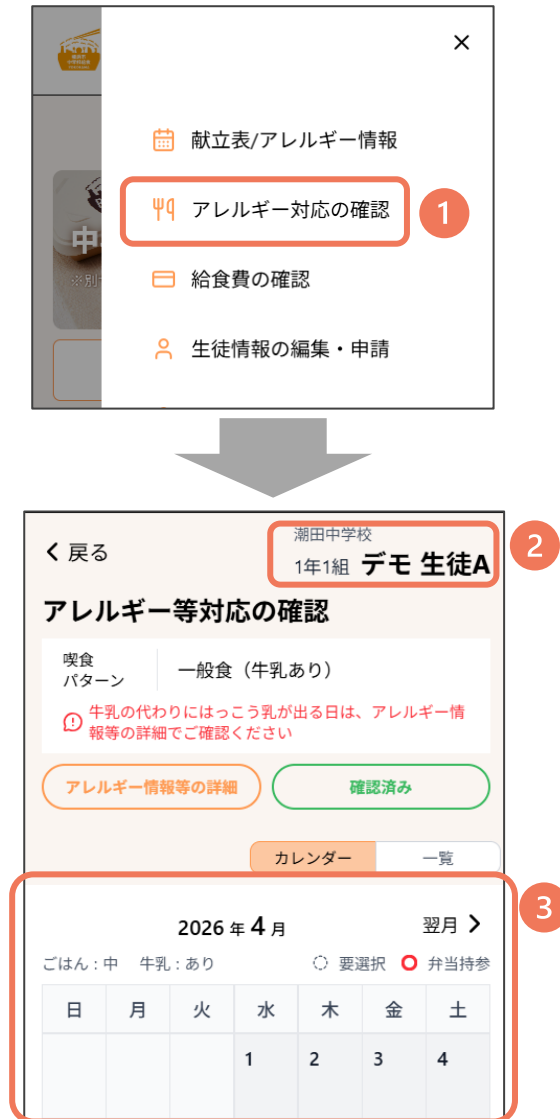 献立表/アレルギー情報
アレルギー対応の確認
1
中
※別
給食費の確認
生徒情報の編集・申請
戻る
潮田中学校
1年1組 デモ 生徒A
2
アレルギー等対応の確認
喫食
パターン
一般食（牛乳あり）
牛乳の代わりにはっこう乳が出る日は、アレルギー情
報等の詳細でご確認ください
アレルギー情報等の詳細
確認済み
カレンダー
一覧
3
2026 年 4 月
翌月
ごはん : 中 牛乳 : あり
要選択
弁当持参
日 月 火 水 木 金 土
1 2 3 4